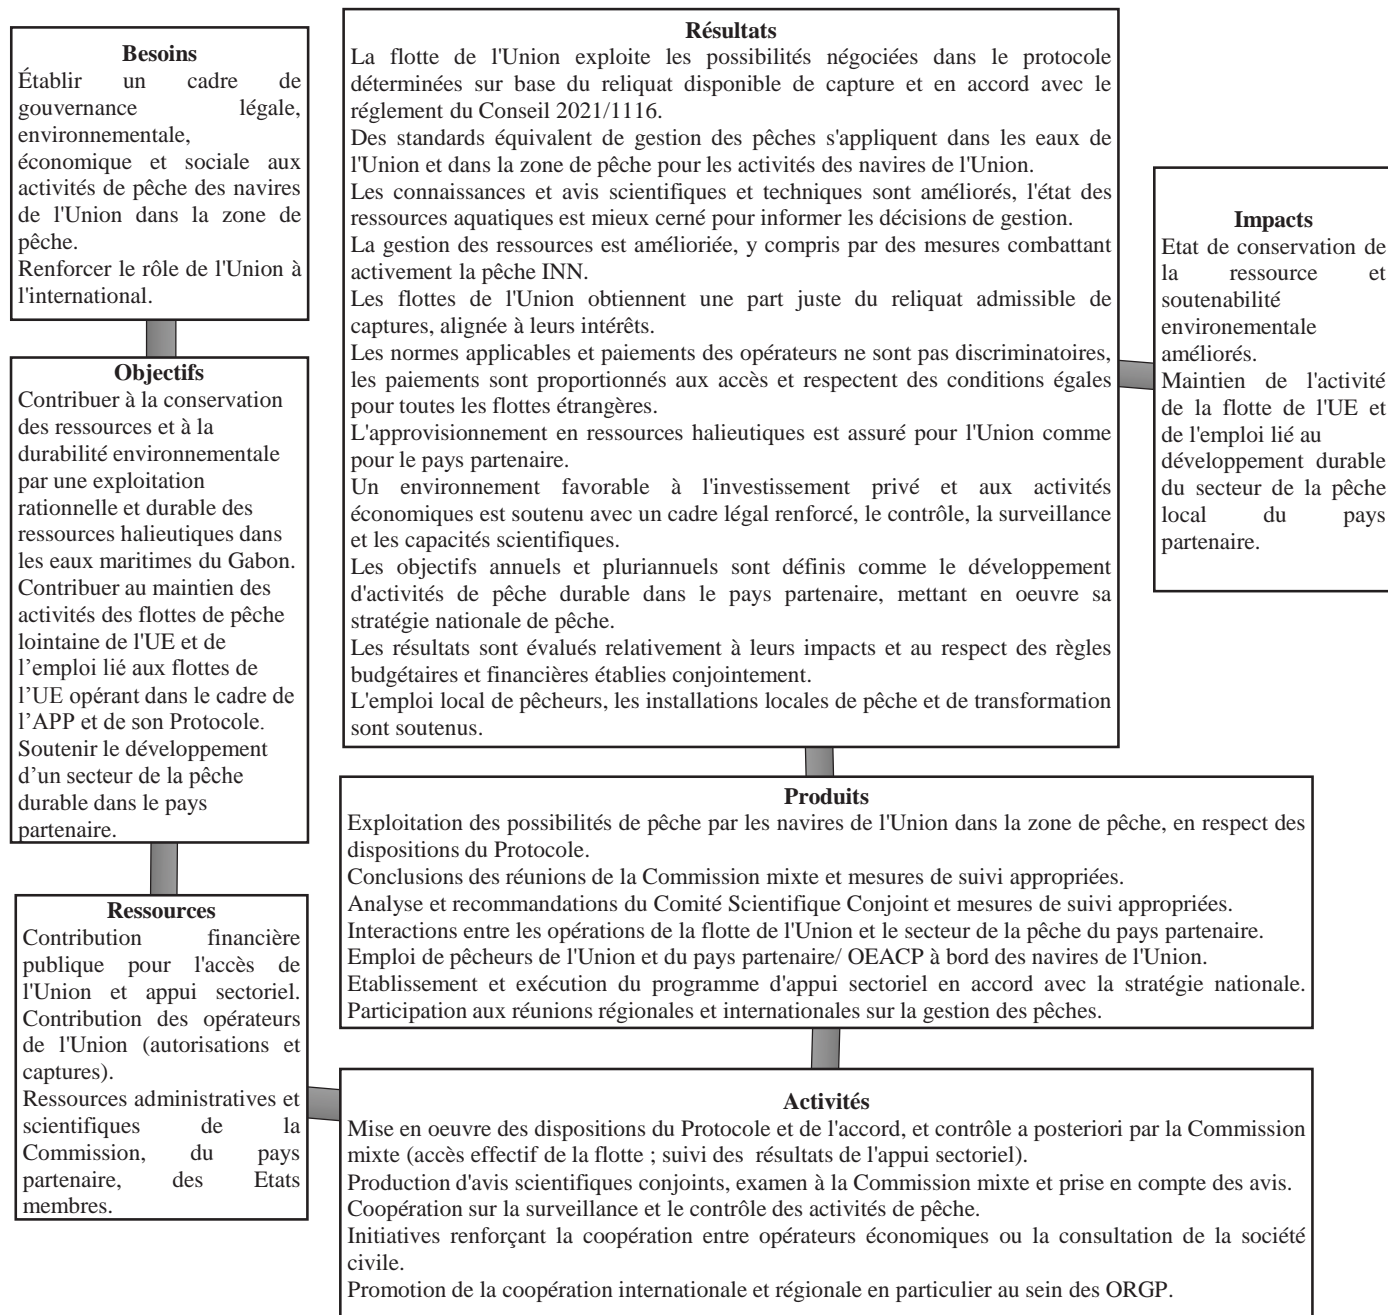 Besoins
Établir un cadre de
gouvernance légale,
environnementale,
économique et sociale aux
activités de pêche des navires
de l'Union dans la zone de
pêche.
Renforcer le rôle de l'Union à
l'international.
Objectifs
Contribuer à la conservation
des ressources et à la
durabilité environnementale
par une exploitation
rationnelle et durable des
ressources halieutiques dans
les eaux maritimes du Gabon.
Contribuer au maintien des
activités des flottes de pêche
lointaine de l'UE et de
l’emploi lié aux flottes de
l’UE opérant dans le cadre de
l’APP et de son Protocole.
Soutenir le développement
d’un secteur de la pêche
durable dans le pays
partenaire.
Ressources
Contribution financière
publique pour l'accès de
l'Union et appui sectoriel.
Contribution des opérateurs
de l'Union (autorisations et
captures).
Ressources administratives et
scientifiques de la
Commission, du pays
partenaire, des Etats
membres.
Résultats
La flotte de l'Union exploite les possibilités négociées dans le protocole
déterminées sur base du reliquat disponible de capture et en accord avec le
réglement du Conseil 2021/1116.
Des standards équivalent de gestion des pêches s'appliquent dans les eaux de
l'Union et dans la zone de pêche pour les activités des navires de l'Union.
Les connaissances et avis scientifiques et techniques sont améliorés, l'état des
ressources aquatiques est mieux cerné pour informer les décisions de gestion.
La gestion des ressources est amélioriée, y compris par des mesures combattant
activement la pêche INN.
Les flottes de l'Union obtiennent une part juste du reliquat admissible de
captures, alignée à leurs intérêts.
Les normes applicables et paiements des opérateurs ne sont pas discriminatoires,
les paiements sont proportionnés aux accès et respectent des conditions égales
pour toutes les flottes étrangères.
L'approvisionnement en ressources halieutiques est assuré pour l'Union comme
pour le pays partenaire.
Un environnement favorable à l'investissement privé et aux activités
économiques est soutenu avec un cadre légal renforcé, le contrôle, la surveillance
et les capacités scientifiques.
Les objectifs annuels et pluriannuels sont définis comme le développement
d'activités de pêche durable dans le pays partenaire, mettant en oeuvre sa
stratégie nationale de pêche.
Les résultats sont évalués relativement à leurs impacts et au respect des règles
budgétaires et financières établies conjointement.
L'emploi local de pêcheurs, les installations locales de pêche et de transformation
sont soutenus.
Produits
Exploitation des possibilités de pêche par les navires de l'Union dans la zone de pêche, en respect des
dispositions du Protocole.
Conclusions des réunions de la Commission mixte et mesures de suivi appropriées.
Analyse et recommandations du Comité Scientifique Conjoint et mesures de suivi appropriées.
Interactions entre les opérations de la flotte de l'Union et le secteur de la pêche du pays partenaire.
Emploi de pêcheurs de l'Union et du pays partenaire/ OEACP à bord des navires de l'Union.
Etablissement et exécution du programme d'appui sectoriel en accord avec la stratégie nationale.
Participation aux réunions régionales et internationales sur la gestion des pêches.
Activités
Mise en oeuvre des dispositions du Protocole et de l'accord, et contrôle a posteriori par la Commission
mixte (accès effectif de la flotte ; suivi des résultats de l'appui sectoriel).
Production d'avis scientifiques conjoints, examen à la Commission mixte et prise en compte des avis.
Coopération sur la surveillance et le contrôle des activités de pêche.
Initiatives renforçant la coopération entre opérateurs économiques ou la consultation de la société
civile.
Promotion de la coopération internationale et régionale en particulier au sein des ORGP.
Impacts
Etat de conservation de
la ressource et
soutenabilité
environementale
améliorés.
Maintien de l'activité
de la flotte de l'UE et
de l'emploi lié au
développement durable
du secteur de la pêche
local du pays
partenaire.